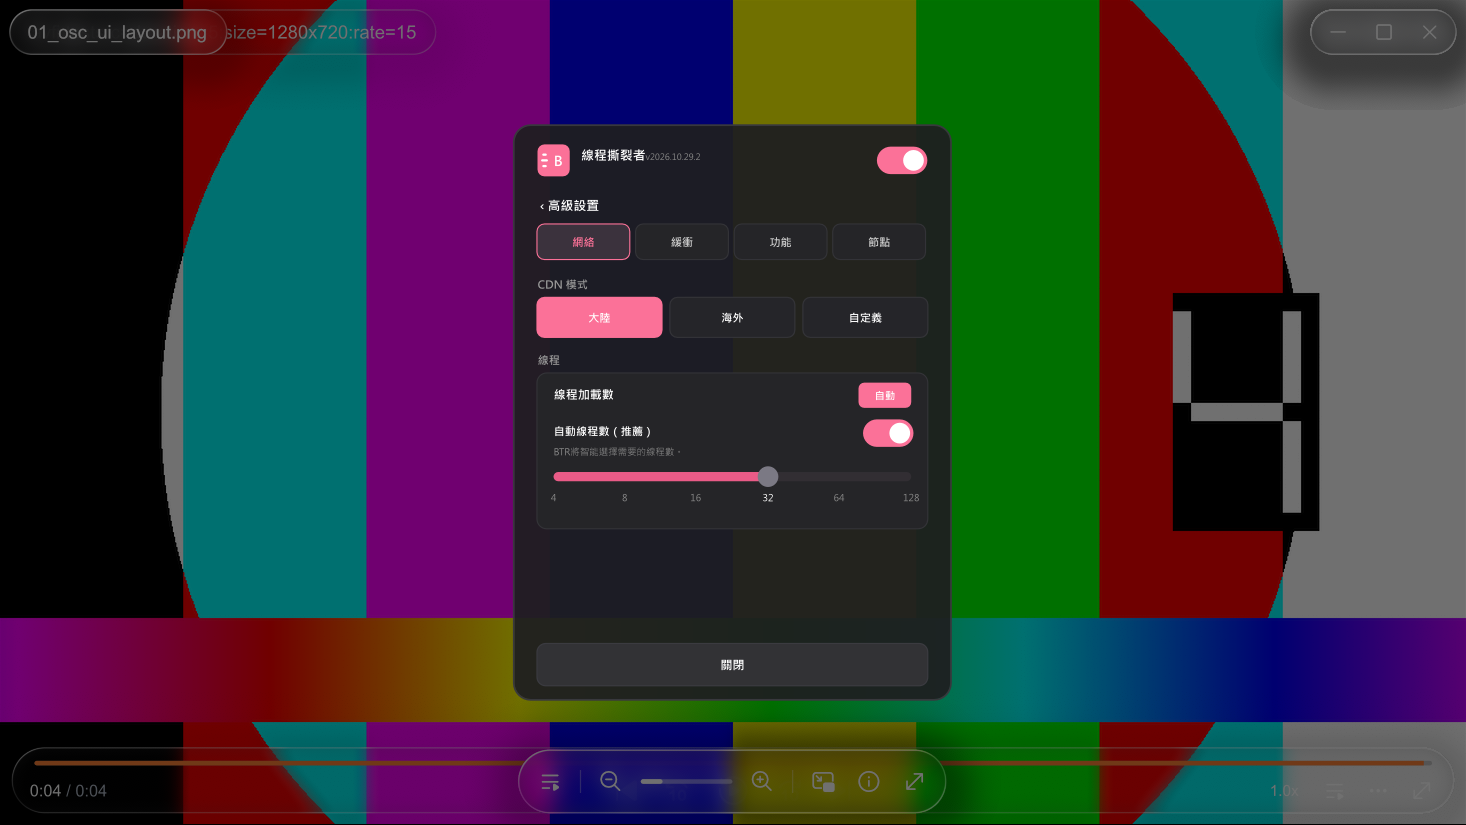 01_osc_ui_layout.png
size=1280x720:rate=15
B
線程撕裂者v2026.10.29.2
‹ 高級設置
網絡
緩衝
功能
節點
CDN 模式
大陸
海外
自定義
線程
線程加載數
自動
自動線程數 ( 推薦 )
BTR將智能選擇需要的線程數。
4
8
16
32
64
128
關閉
4
0:04 / 0:04
1.0x